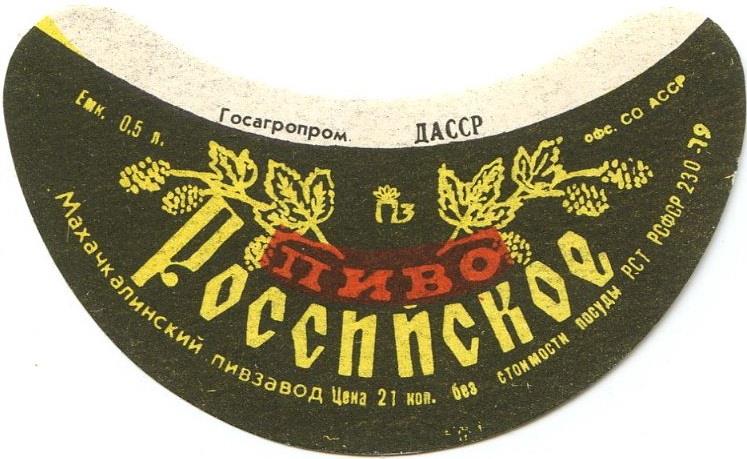 Госагропром ДАССР
Емк. 0,5 л.
офс. СО АССР
ПЗ
ПИВО
Российское
Махачкалинский пивзавод Цена 21 коп. без стоимости посуды РСТ РСФСР 230-79